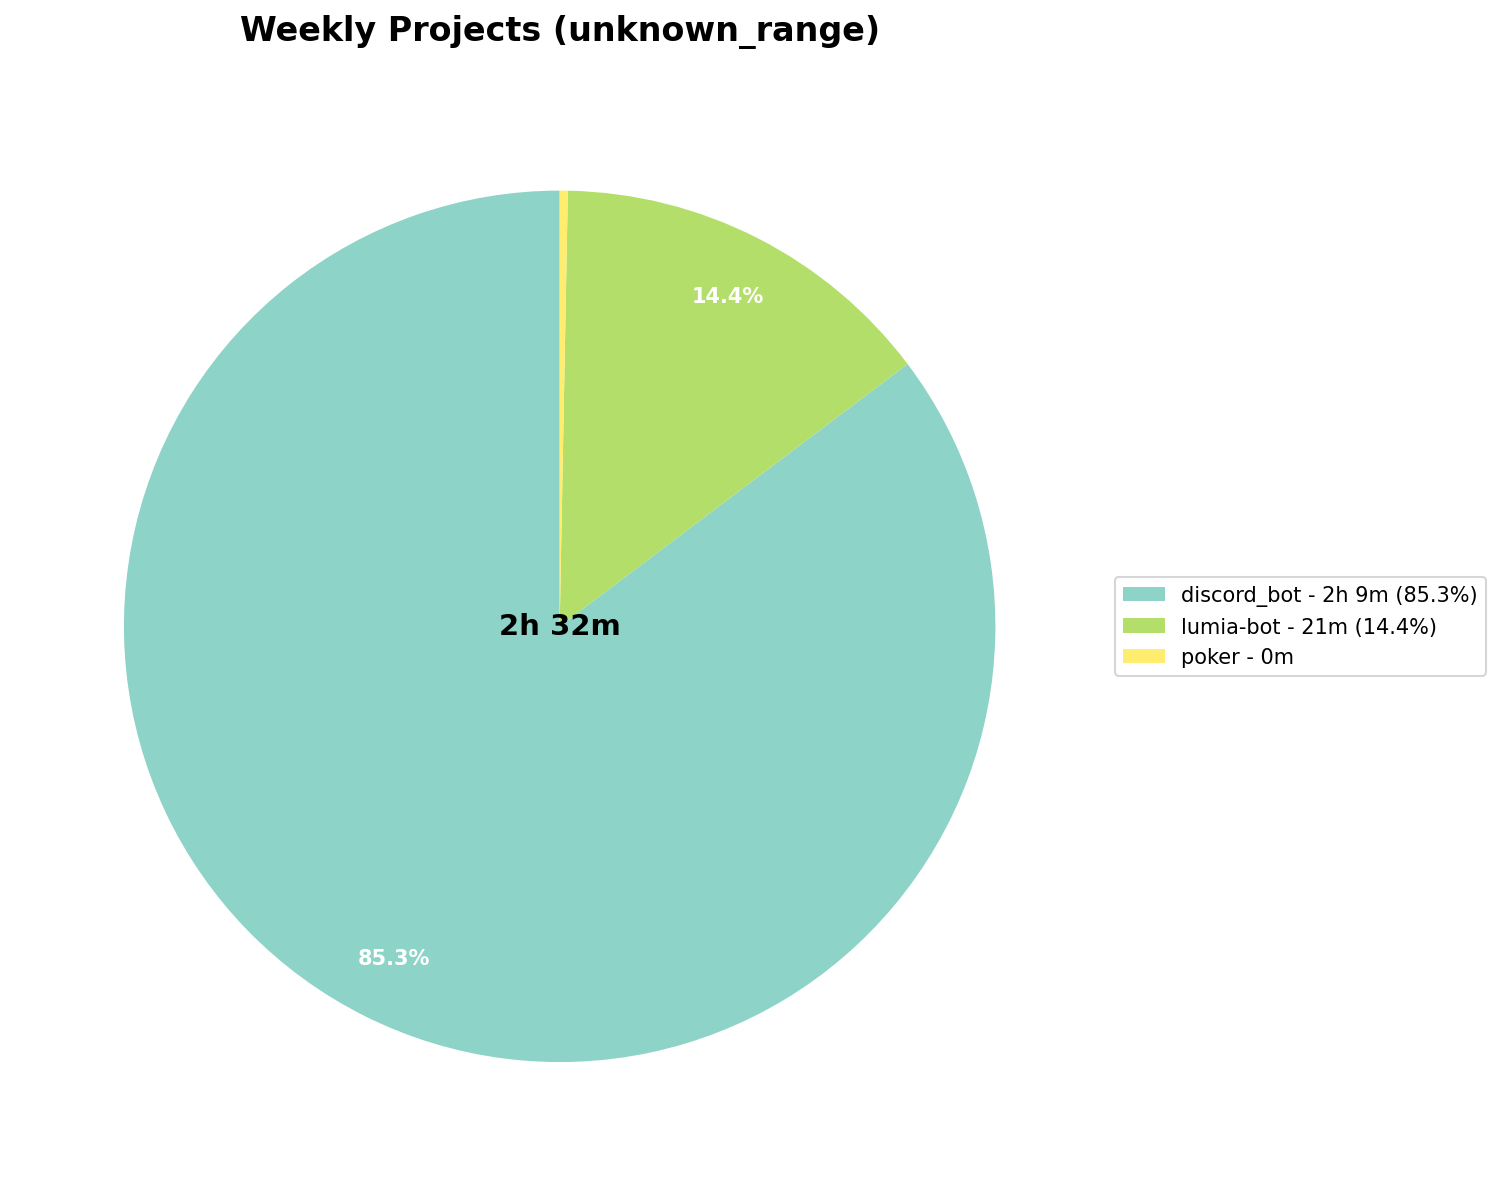 Weekly Projects (unknown_range)
14.4%
2h 32m
85.3%
discord_bot - 2h 9m (85.3%)
lumia-bot - 21m (14.4%)
poker - 0m